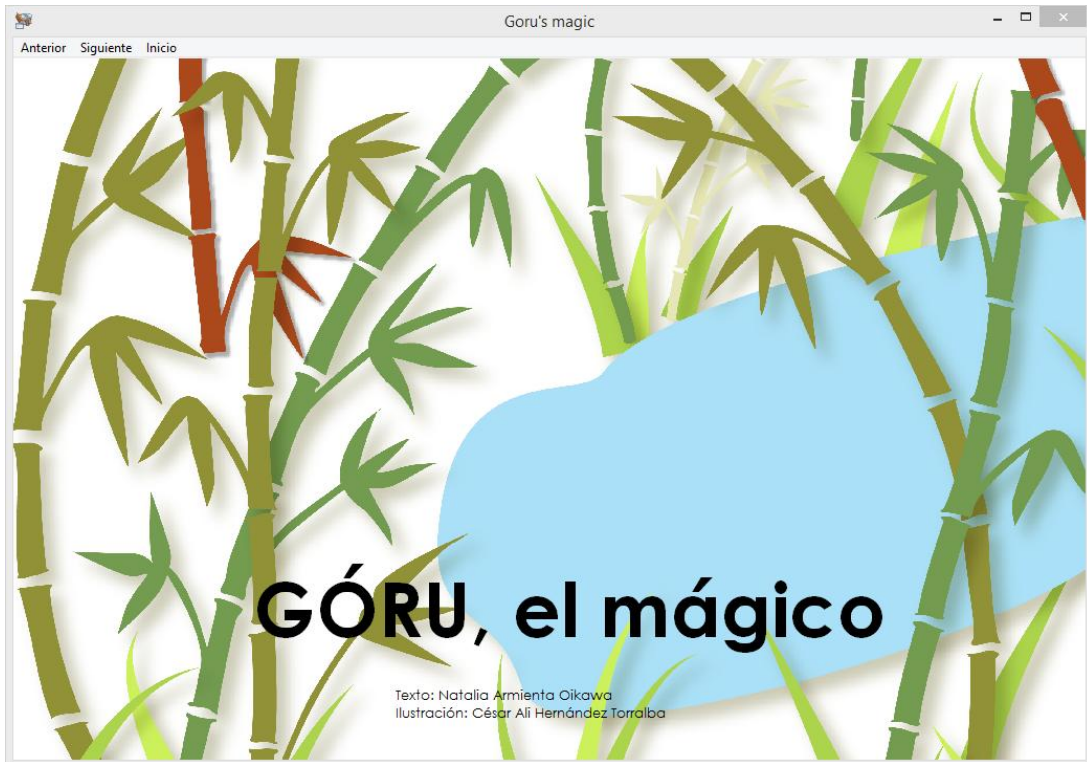 Goru's magic
Anterior Siguiente Inicio
GÓRU, el mágico
Texto: Natalia Armienta Oikawa
Ilustración: César Ali Hernández Torralba